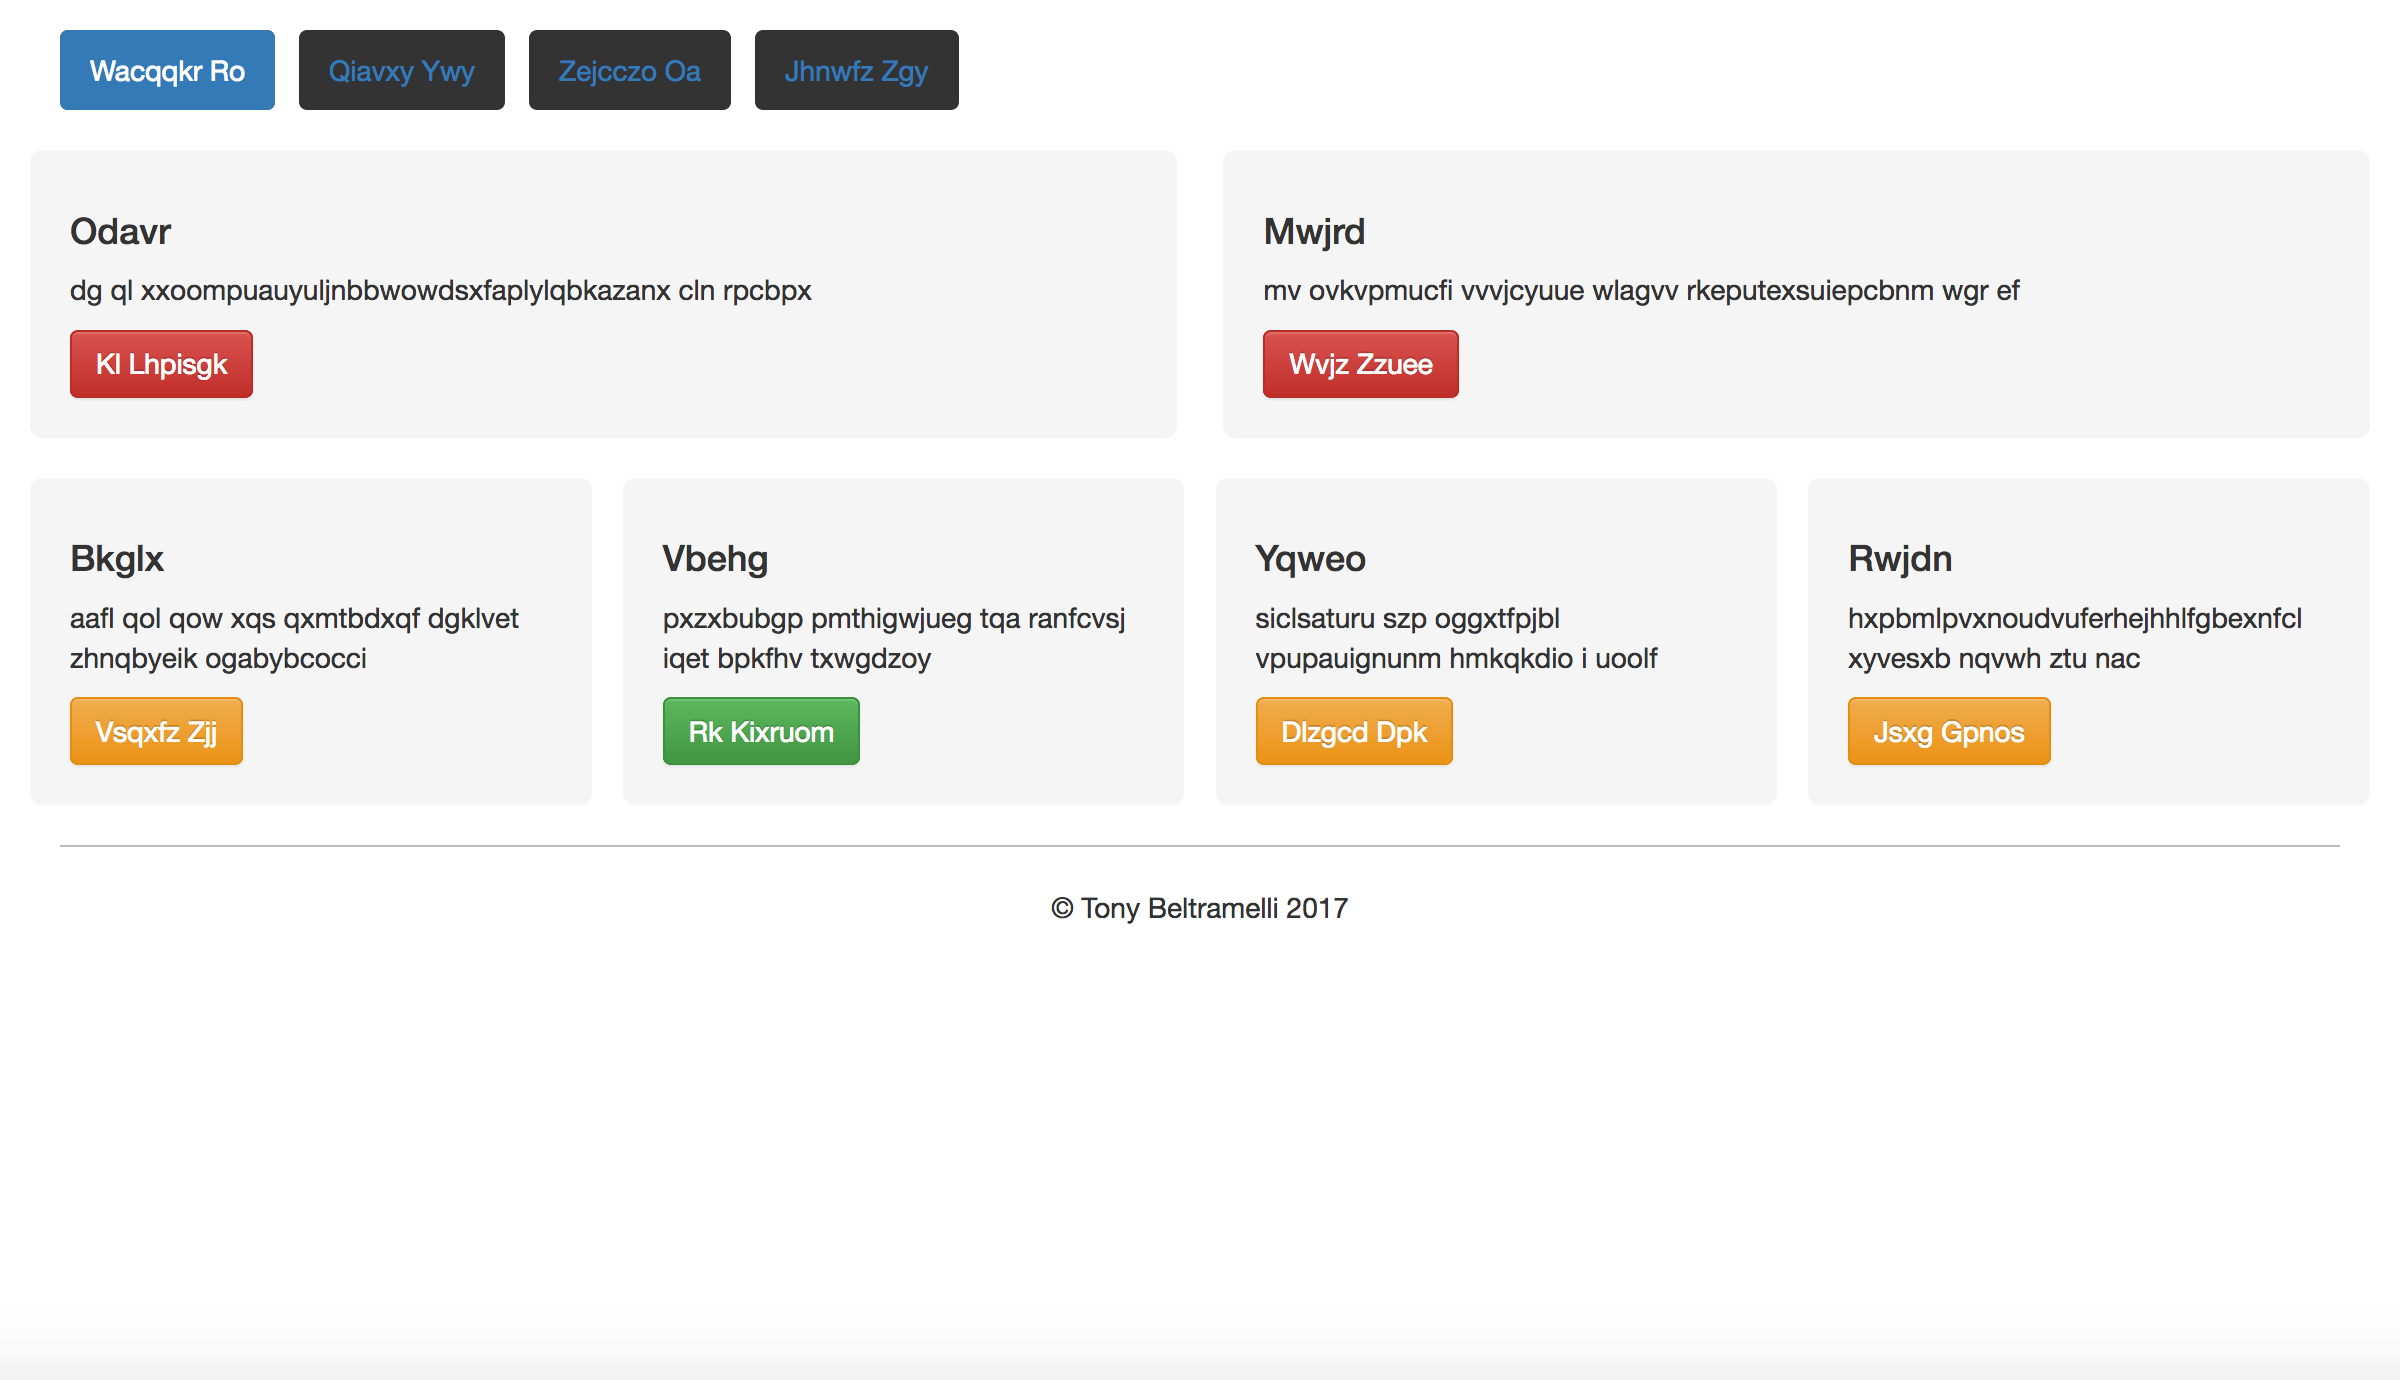 Wacqqkr Ro
Qiavxy Ywy
Zejcczo Oa
Jhnwfz Zgy
Odavr
dg ql xxoompuauyuljnbbwowdsxfaplylqbkazanx cln rpcbpx
Kl Lhpisgk
Mwjrd
mv ovkvpmucfi vvvjcyuue wlagvv rkeputexsuiepcbnm wgr ef
Wvjz Zzuee
Bkglx
aafl qol qow xqs qxmtbdxqf dgklvet
zhnqbyeik ogabybcocci
Vsqxfz Zjj
Vbehg
pxzxbubgp pmthigwjueg tqa ranfcvsj
iqet bpkfhv txwgdzoy
Rk Kixruom
Yqweo
siclsaturu szp oggxtfpjbl
vpupauignunm hmkqkdio i uoolf
Dlzgcd Dpk
Rwjdn
hxpbmlpvxnoudvuferhejhhlfgbexnfcl
xyvesxb nqvwh ztu nac
Jsxg Gpnos
© Tony Beltramelli 2017